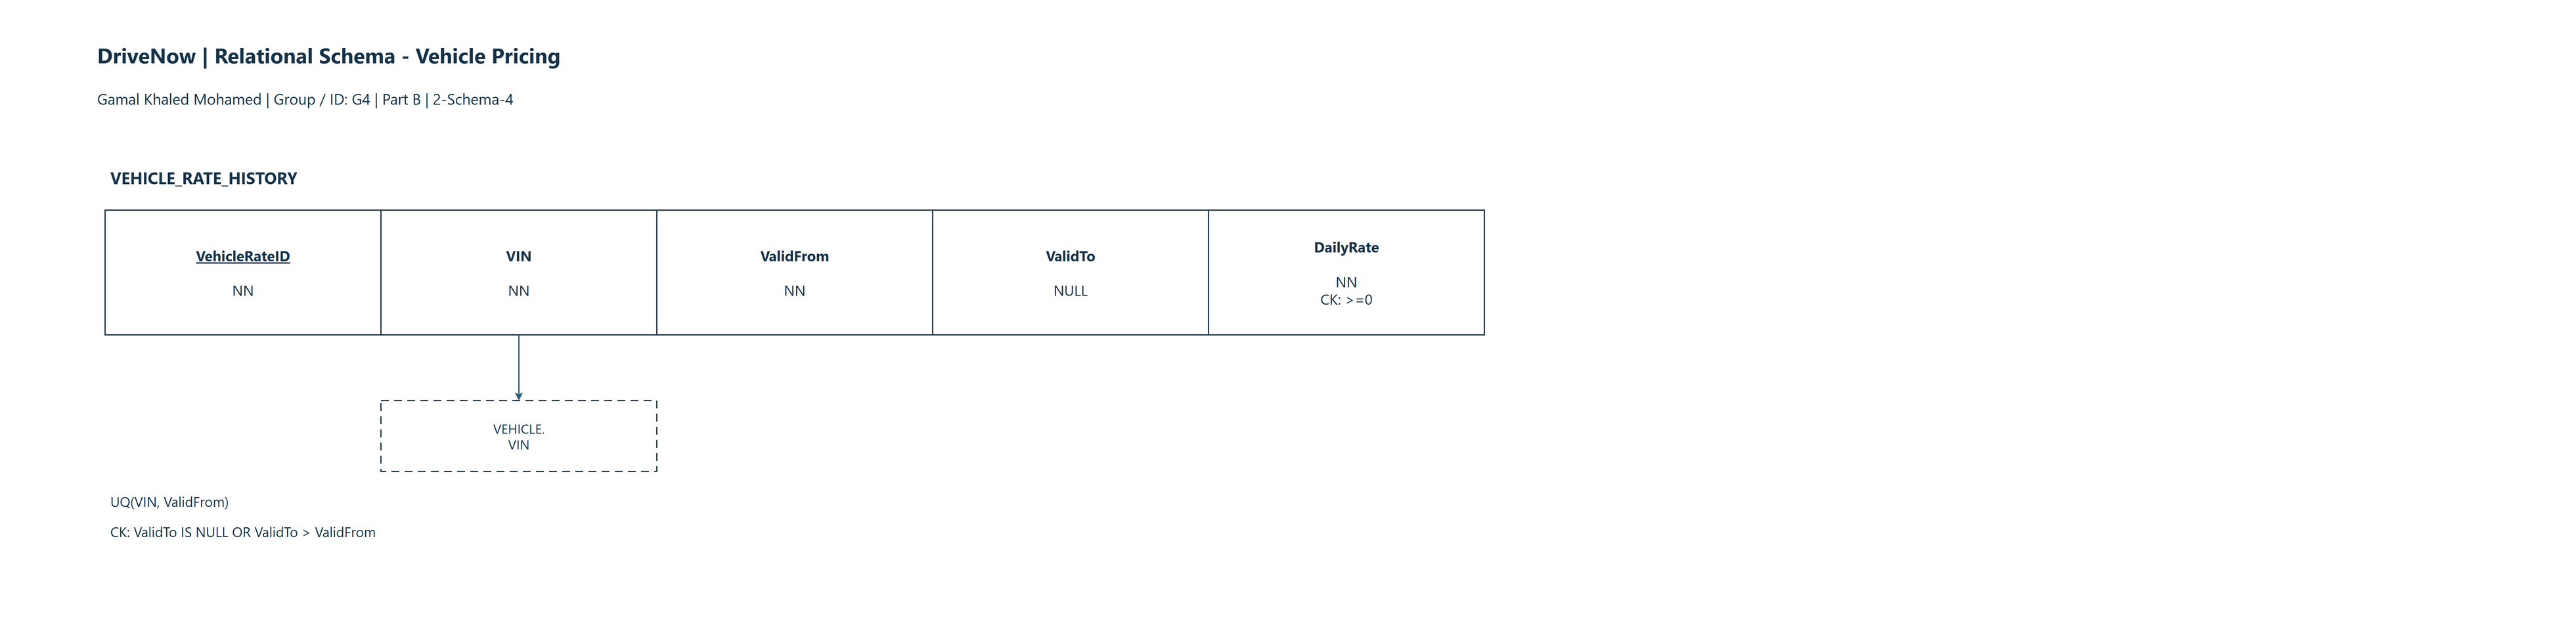 DriveNow | Relational Schema - Vehicle Pricing
Gamal Khaled Mohamed | Group / ID: G4 | Part B | 2-Schema-4
VEHICLE_RATE_HISTORY
VehicleRateID
NN
VIN
NN
ValidFrom
NN
ValidTo
NULL
DailyRate
NN
CK: >=0
VEHICLE.
VIN
UQ(VIN, ValidFrom)
CK: ValidTo IS NULL OR ValidTo > ValidFrom